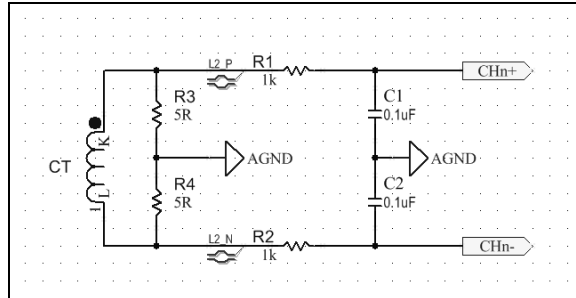 L2_P R1
1k
CHn+
R3
5R
C1
0.1uF
K
CT
AGND
AGND
L
1
R4
5R
C2
0.1uF
L2_N R2
1k
CHn-